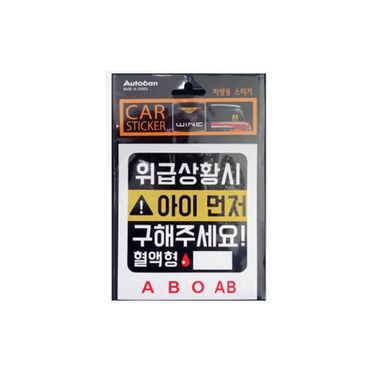 Autoban
MADE IN KOREA
차량용 스티커
CAR
STICKER
WINE
위급상황시
아이 먼저
구해주세요!
혈액형
A B O AB